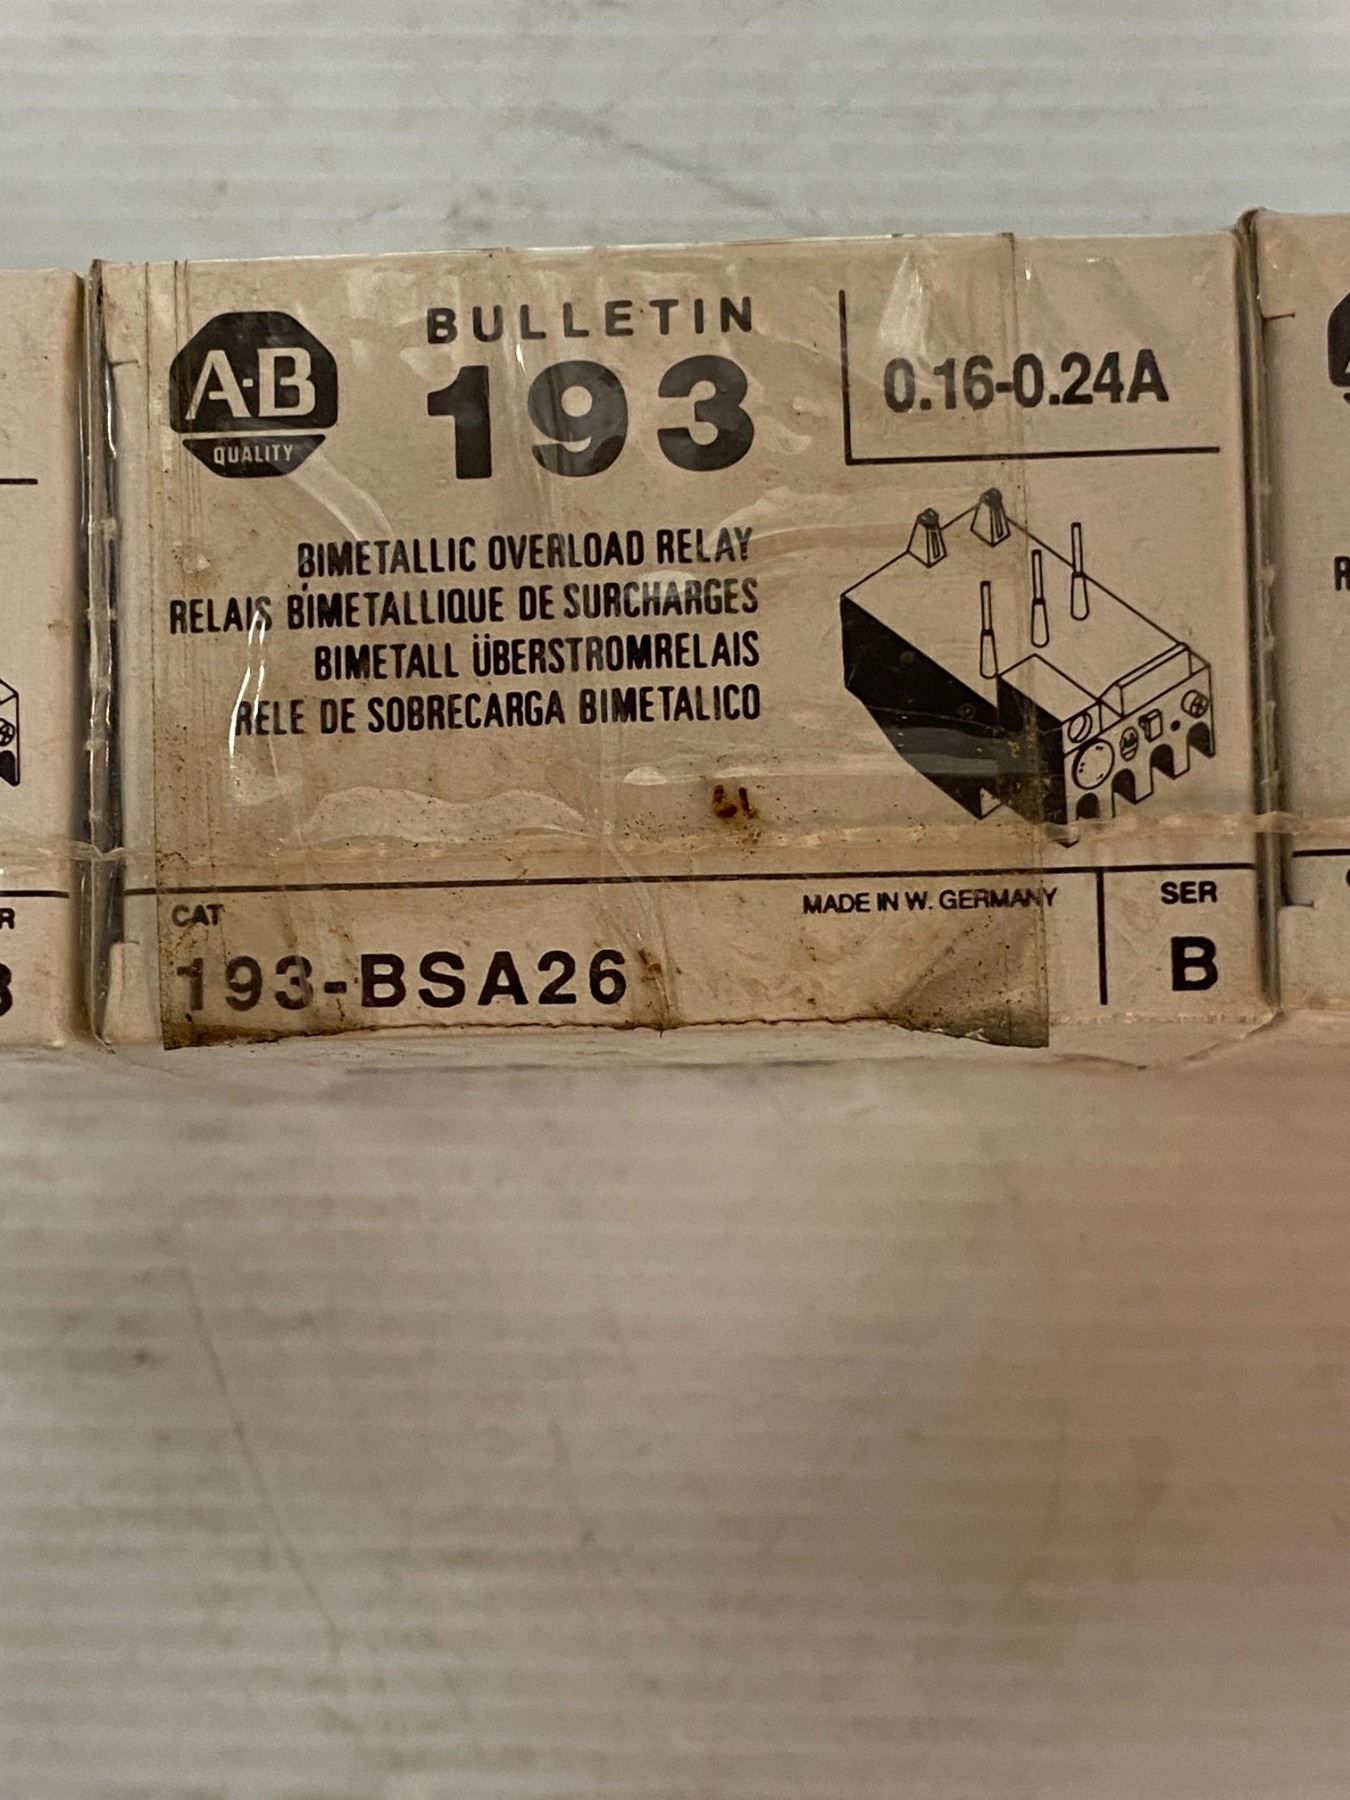 A-B
QUALITY
BULLETIN
193
0.16-0.24A
BIMETALLIC OVERLOAD RELAY
RELAIS BIMETALLIQUE DE SURCHARGES
BIMETALL ÜBERSTROMRELAIS
RELE DE SOBRECARGA BIMETALICO
CAT
193-BSA26
MADE IN W. GERMANY
SER
B